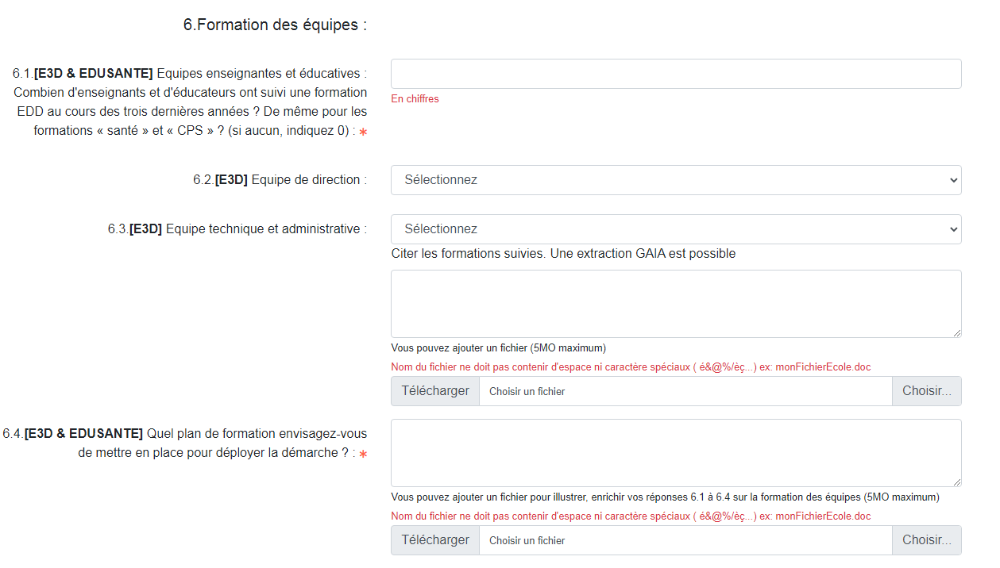 6.Formation des équipes :
6.1.[E3D & EDUSANTE] Equipes enseignantes et éducatives :
Combien d'enseignants et d'éducateurs ont suivi une formation
EDD au cours des trois dernières années ? De même pour les
formations « santé » et « CPS » ? (si aucun, indiquez 0) : *
En chiffres
6.2.[E3D] Equipe de direction :
Sélectionnez
6.3.[E3D] Equipe technique et administrative :
Sélectionnez
Citer les formations suivies. Une extraction GAIA est possible
Vous pouvez ajouter un fichier (5MO maximum)
Nom du fichier ne doit pas contenir d'espace ni caractère spéciaux ( é&@%/èç...) ex: monFichierEcole.doc
Télécharger Choisir un fichier Choisir...
6.4.[E3D & EDUSANTE] Quel plan de formation envisagez-vous
de mettre en place pour déployer la démarche ? : *
Vous pouvez ajouter un fichier pour illustrer, enrichir vos réponses 6.1 à 6.4 sur la formation des équipes (5MO maximum)
Nom du fichier ne doit pas contenir d'espace ni caractère spéciaux ( é&@%/èç...) ex: monFichierEcole.doc
Télécharger Choisir un fichier Choisir...